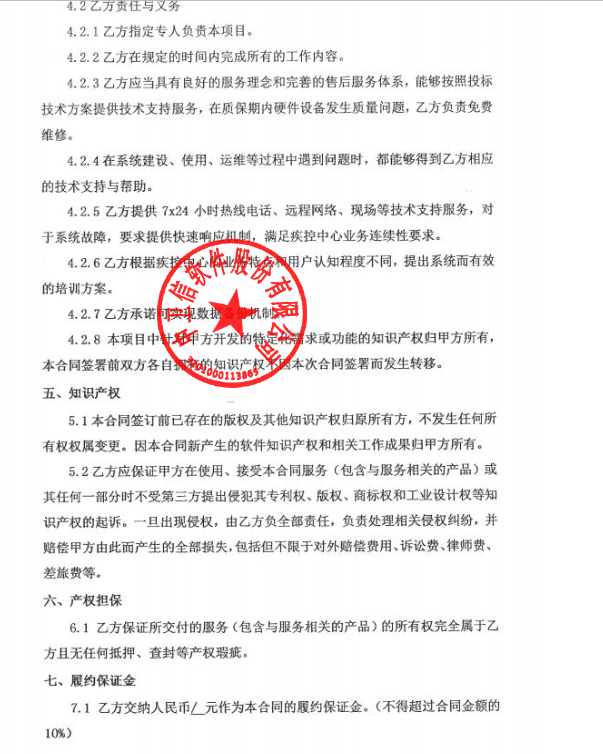 4.2 乙方责任与义务
4.2.1 乙方指定专人负责本项目。
4.2.2 乙方在规定的时间内完成所有的工作内容。
4.2.3 乙方应当具有良好的服务理念和完善的售后服务体系，能够按照投标
技术方案提供技术支持服务，在质保期内硬件设备发生质量问题，乙方负责免费
维修。
4.2.4 在系统建设、使用、运维等过程中遇到问题时，都能够得到乙方相应
的技术支持与帮助。
4.2.5 乙方提供 7x24 小时热线电话、远程网络、现场等技术支持服务，对
于系统故障，要求提供快速响应机制，满足疾控中心业务连续性要求。
4.2.6 乙方根据疾控中心的业务特点和用户认知程度不同，提出系统而有效
的培训方案。
4.2.7 乙方承诺可实现数据备份机制。
4.2.8 本项目中针对甲方开发的特定化需求或功能的知识产权归甲方所有，
本合同签署前双方各自拥有的知识产权不因本次合同签署而发生转移。
信软件股份有限公司
3201000113865
五、知识产权
5.1 本合同签订前已存在的版权及其他知识产权归原所有方，不发生任何所
有权权属变更。因本合同新产生的软件知识产权和相关工作成果归甲方所有。
5.2 乙方应保证甲方在使用、接受本合同服务（包含与服务相关的产品）或
其任何一部分时不受第三方提出侵犯其专利权、版权、商标权和工业设计权等知
识产权的起诉。一旦出现侵权，由乙方负全部责任，负责处理相关侵权纠纷，并
赔偿甲方由此而产生的全部损失，包括但不限于对外赔偿费用、诉讼费、律师费、
差旅费等。
六、产权担保
6.1 乙方保证所交付的服务（包含与服务相关的产品）的所有权完全属于乙
方且无任何抵押、查封等产权瑕疵。
七、履约保证金
7.1 乙方交纳人民币/_元作为本合同的履约保证金。（不得超过合同金额的
10%）